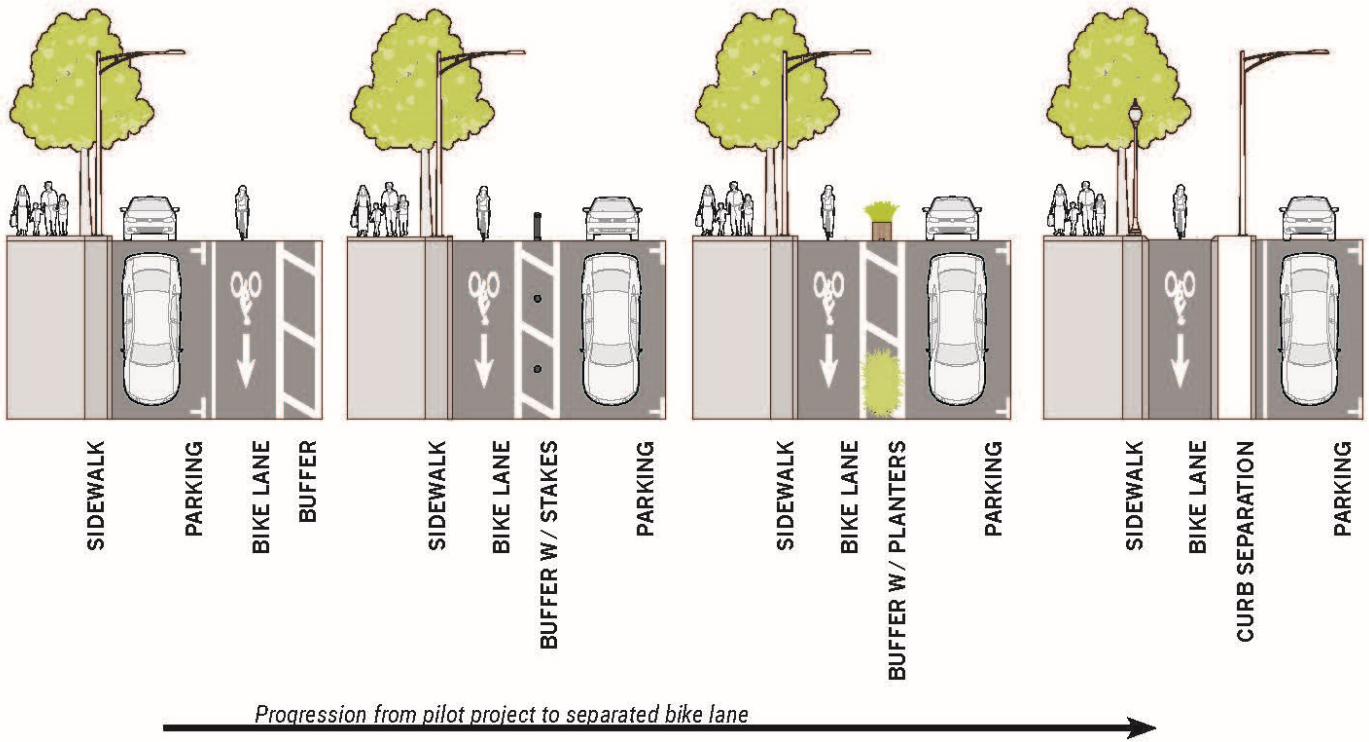 SIDEWALK
PARKING
BIKE LANE
BUFFER
SIDEWALK
BIKE LANE
BUFFER W/ STAKES
PARKING
SIDEWALK
BIKE LANE
BUFFER W/ PLANTERS
PARKING
SIDEWALK
BIKE LANE
CURB SEPARATION
PARKING
Progression from pilot project to separated bike lane